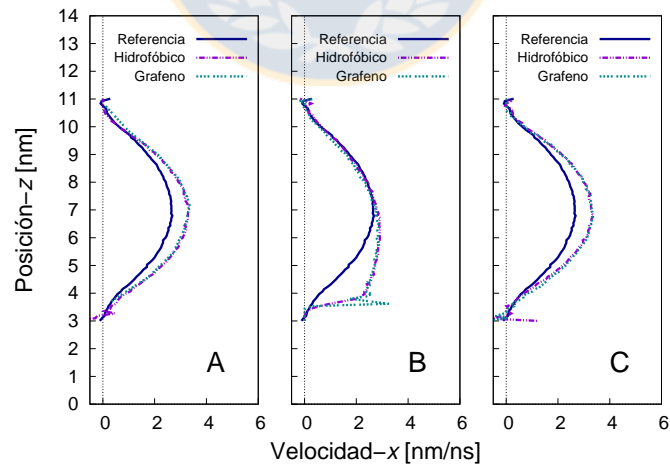 Posición–z [nm]
14
13
12
11
10
9
8
7
6
5
4
3
2
1
0
Referencia
Hidrofóbico
Grafeno
A
0 2 4 6
Referencia
Hidrofóbico
Grafeno
B
0 2 4 6
Referencia
Hidrofóbico
Grafeno
C
0 2 4 6
Velocidad–x [nm/ns]